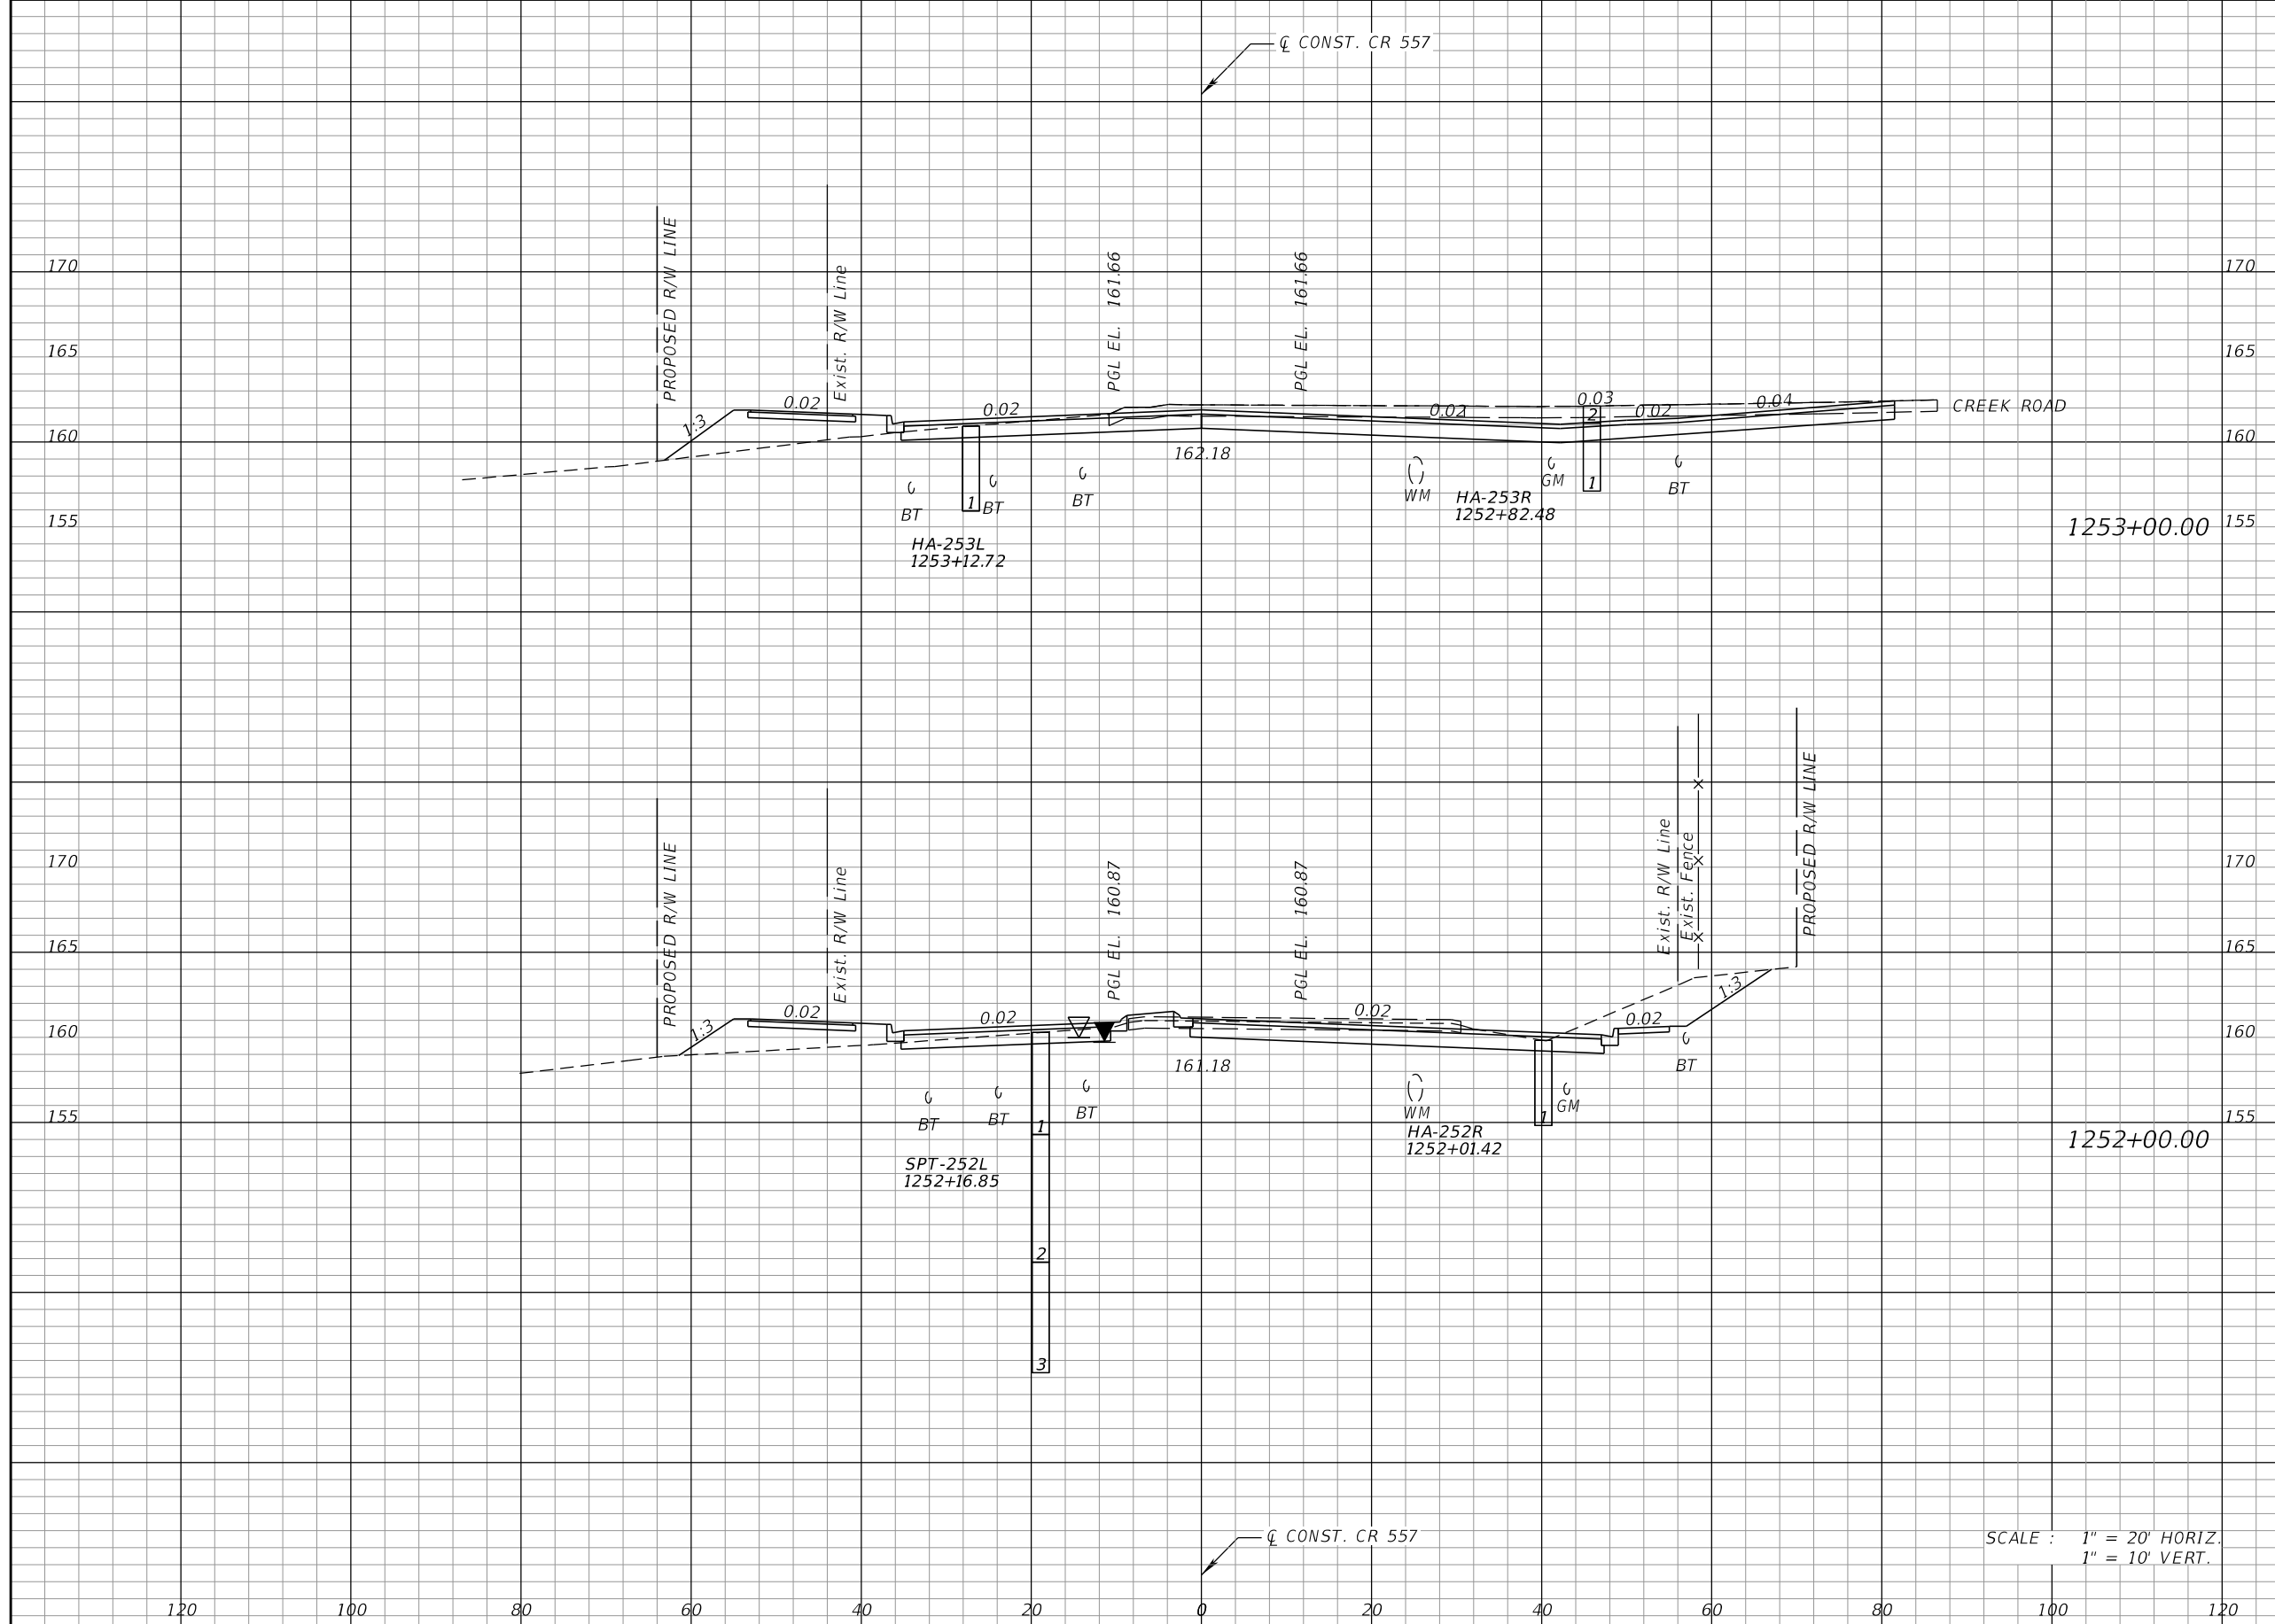 ℄ CONST. CR 557
PROPOSED R/W LINE
Exist. R/W Line
PGL EL. 161.66
PGL EL. 161.66
170
170
165
165
0.02
0.02
0.02
0.03
0.02
0.04
CREEK ROAD
1:3
2
160
160
162.18
BT
1
BT
BT
WM
GM
1
BT
HA-253R
1252+82.48
155
1253+00.00
155
HA-253L
1253+12.72
PROPOSED R/W LINE
Exist. R/W Line
PGL EL. 160.87
PGL EL. 160.87
Exist. R/W Line
Exist. Fence
PROPOSED R/W LINE
170
170
165
165
1:3
0.02
0.02
0.02
0.02
1:3
160
160
161.18
BT
BT
BT
BT
WM
GM
155
1
1
155
HA-252R
1252+01.42
1252+00.00
SPT-252L
1252+16.85
2
3
℄ CONST. CR 557
SCALE : 1" = 20' HORIZ.
1" = 10' VERT.
120 100 80 60 40 20 0 20 40 60 80 100 120